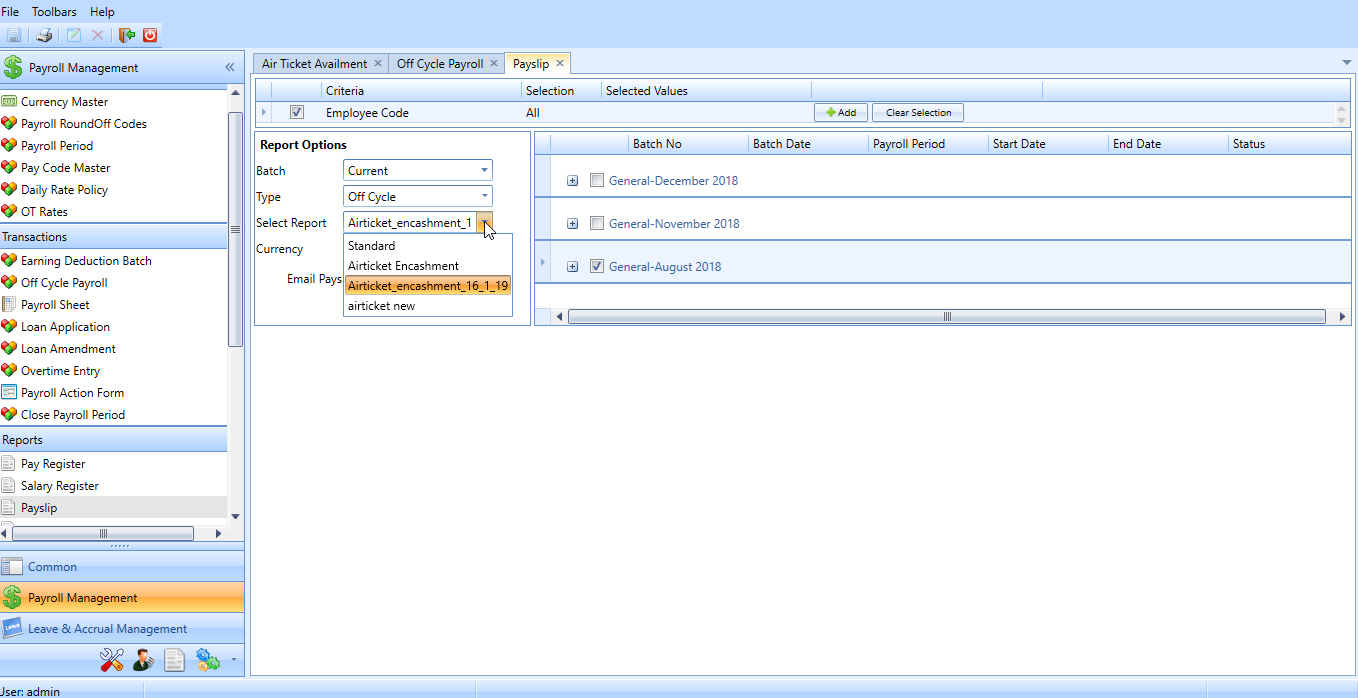 File Toolbars Help
Payroll Management
Currency Master
Payroll RoundOff Codes
Payroll Period
Pay Code Master
Daily Rate Policy
OT Rates
Transactions
Earning Deduction Batch
Off Cycle Payroll
Payroll Sheet
Loan Application
Loan Amendment
Overtime Entry
Payroll Action Form
Close Payroll Period
Reports
Pay Register
Salary Register
Payslip
Common
Payroll Management
Leave & Accrual Management
User: admin
Air Ticket Availment Off Cycle Payroll Payslip
Criteria Selection Selected Values
Employee Code All Add Clear Selection
Report Options
Batch Current
Type Off Cycle
Select Report Airticket_encashment_1
Currency
Email Pays
Standard
Airticket Encashment
Airticket_encashment_16_1_19
airticket new
Batch No Batch Date Payroll Period Start Date End Date Status
General-December 2018
General-November 2018
General-August 2018